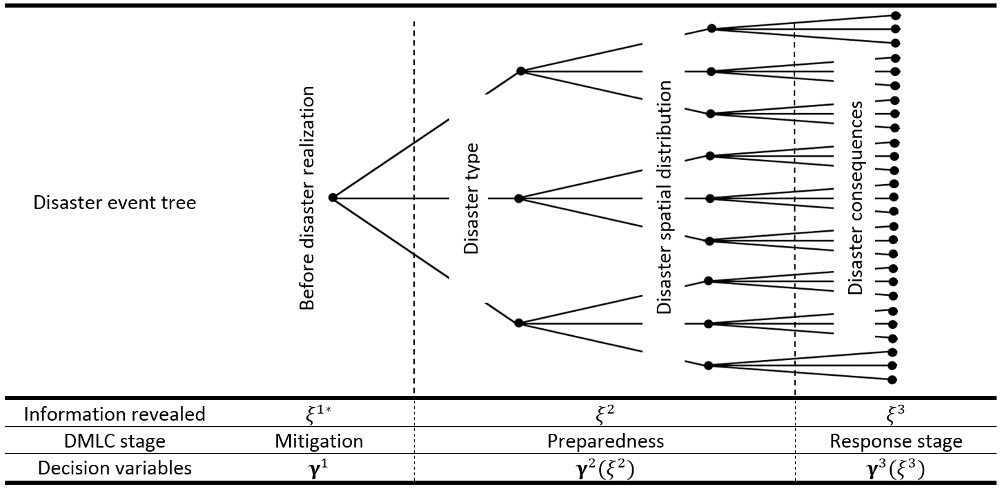 Disaster event tree
Before disaster realization
Disaster type
Disaster spatial distribution
Disaster consequences
Information revealed ξ¹* ξ² ξ³
DMLC stage Mitigation Preparedness Response stage
Decision variables γ¹ γ²(ξ²) γ³(ξ³)